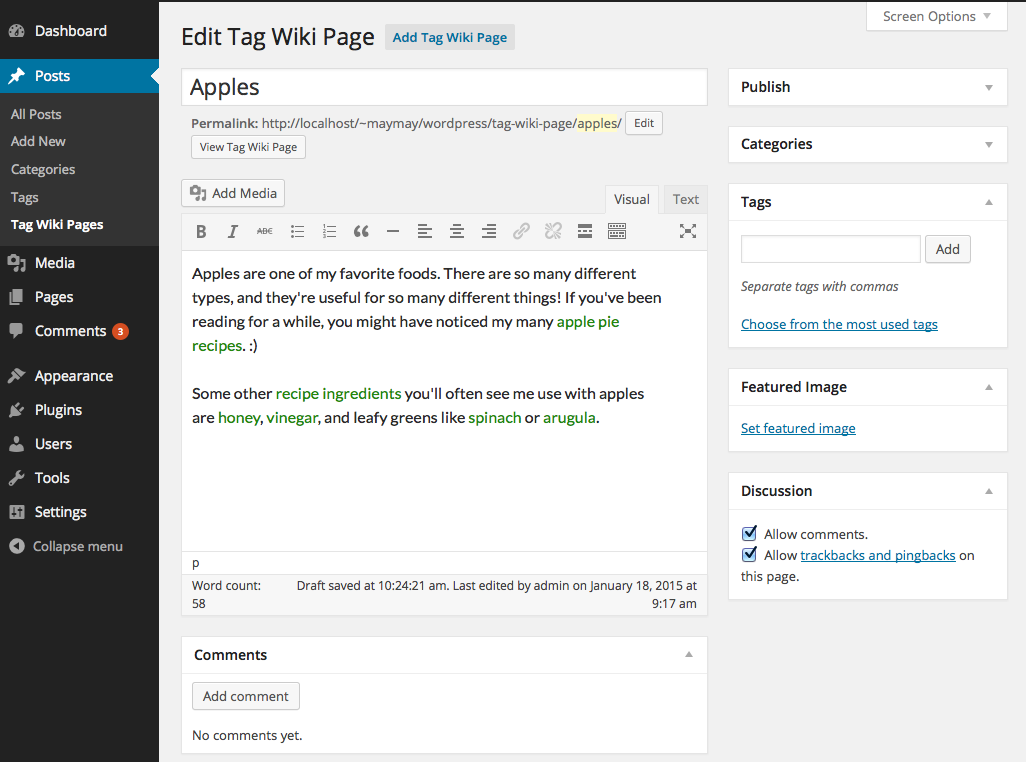 Dashboard
Posts
All Posts
Add New
Categories
Tags
Tag Wiki Pages
Media
Pages
Comments 3
Appearance
Plugins
Users
Tools
Settings
Collapse menu
Screen Options
Edit Tag Wiki Page Add Tag Wiki Page
Apples
Permalink: http://localhost/~maymay/wordpress/tag-wiki-page/apples/ Edit
View Tag Wiki Page
Add Media
Visual Text
B I ABC
Apples are one of my favorite foods. There are so many different
types, and they're useful for so many different things! If you've been
reading for a while, you might have noticed my many apple pie
recipes. :)
Some other recipe ingredients you'll often see me use with apples
are honey, vinegar, and leafy greens like spinach or arugula.
p
Word count: Draft saved at 10:24:21 am. Last edited by admin on January 18, 2015 at
58 9:17 am
Comments
Add comment
No comments yet.
Publish
Categories
Tags
Add
Separate tags with commas
Choose from the most used tags
Featured Image
Set featured image
Discussion
Allow comments.
Allow trackbacks and pingbacks on
this page.